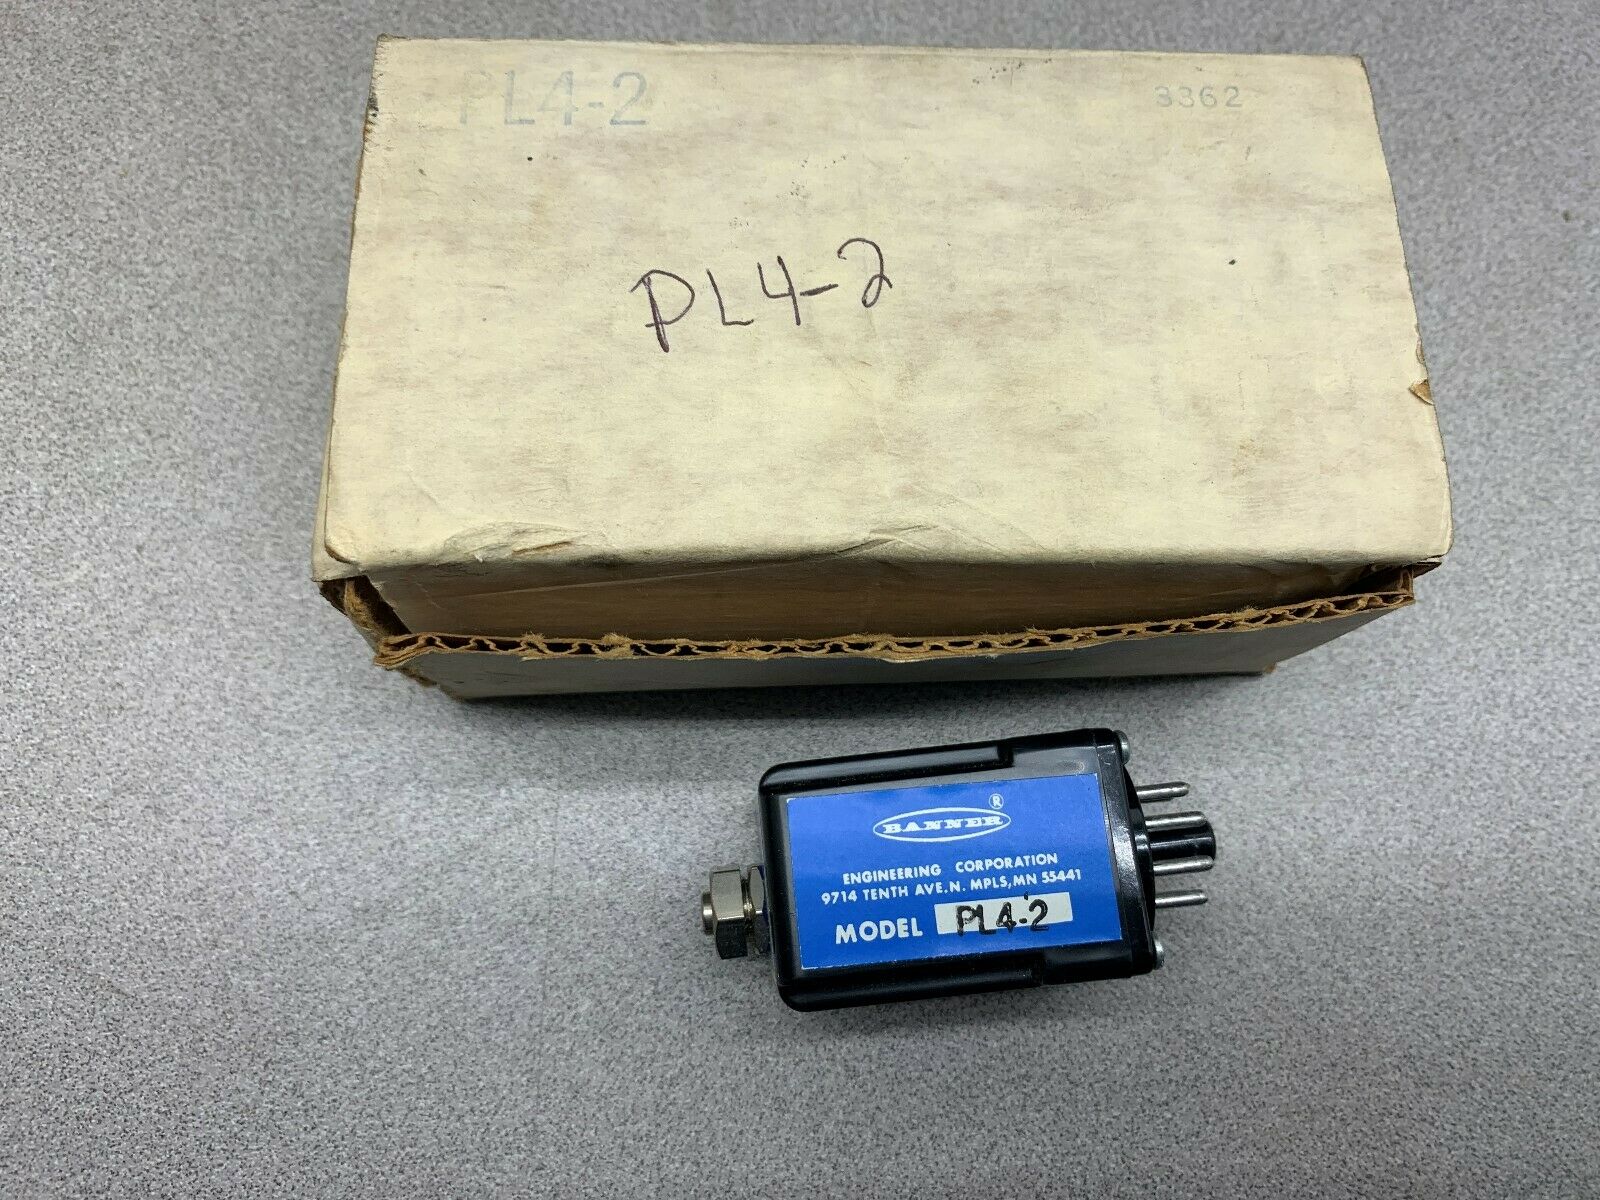 PL4-2
3362
PL4-2
BANNER ®
ENGINEERING CORPORATION
9714 TENTH AVE.N. MPLS,MN 55441
MODEL PL4-2